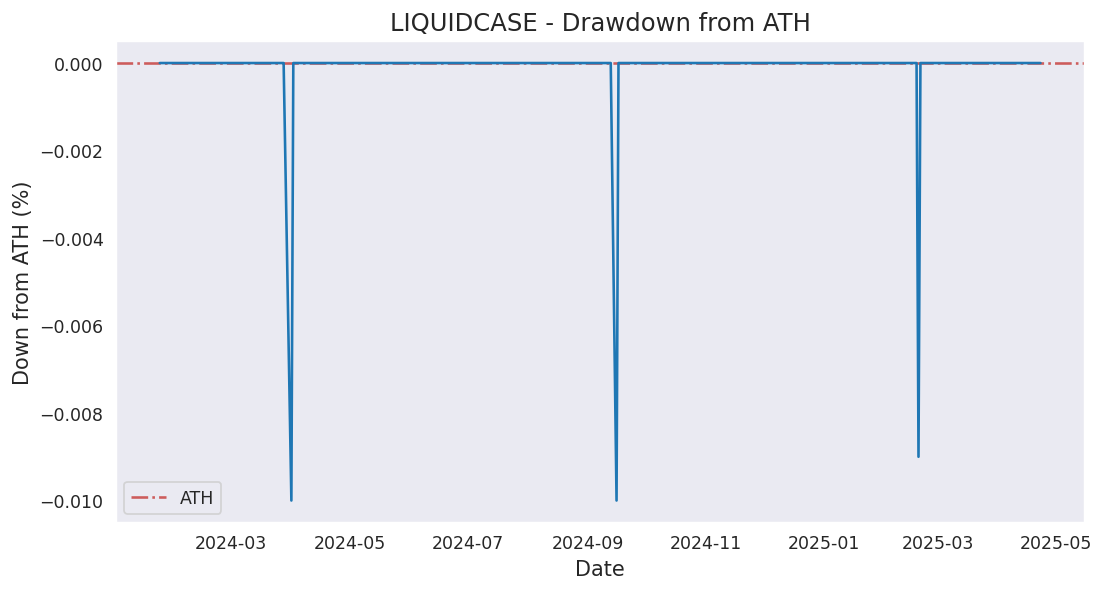 LIQUIDCASE - Drawdown from ATH
Down from ATH (%)
0.000
−0.002
−0.004
−0.006
−0.008
−0.010
ATH
2024-03 2024-05 2024-07 2024-09 2024-11 2025-01 2025-03 2025-05
Date